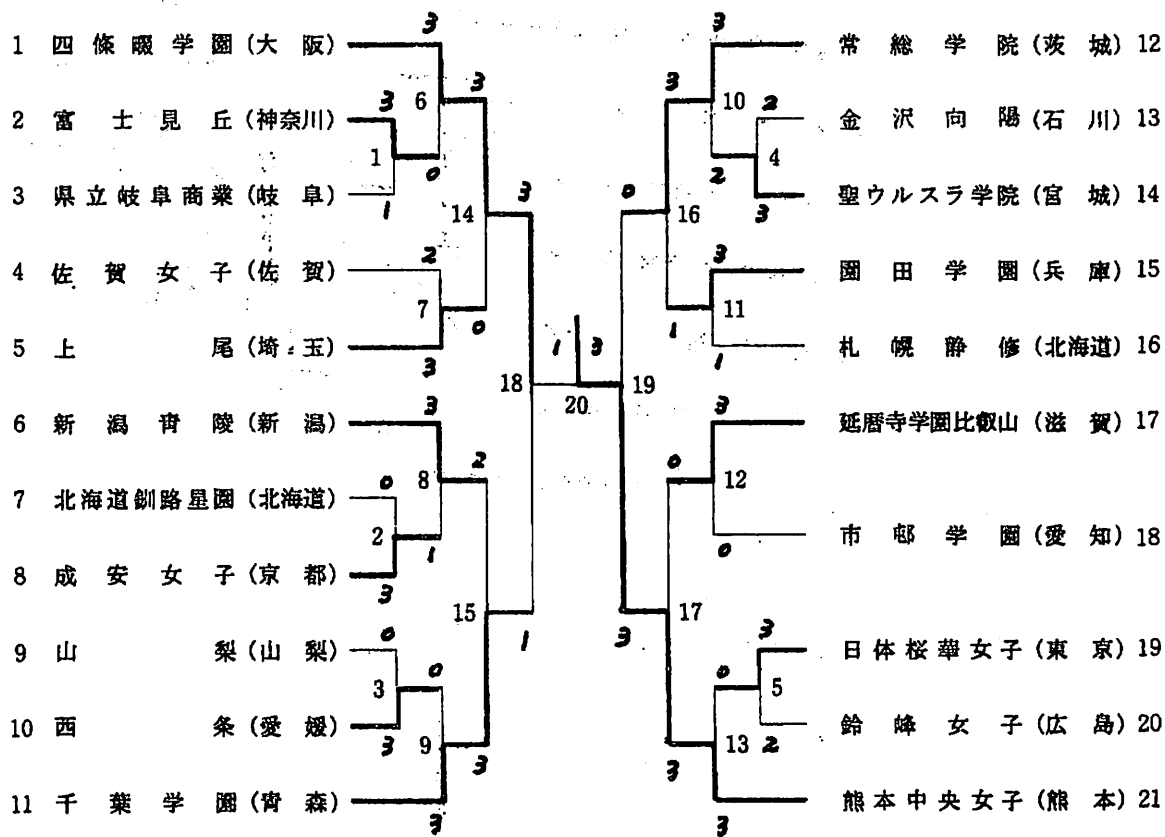 1 四條畷学園(大阪)
2 富士見丘(神奈川)
3 県立岐阜商業(岐阜)
4 佐賀女子(佐賀)
5 上尾(埼玉)
6 新潟青陵(新潟)
7 北海道釧路星園(北海道)
8 成安女子(京都)
9 山梨(山梨)
10 西条(愛媛)
11 千葉学園(青森)
3
3 6
3 1 0
1 14 3
2
7 0
3 18
3
8 2
0 2 1
3 15 1
0 3 0
3 9 3
3
1 20 3
3
3 10 2
0 2 4
16 3
3
1 11
19 1
3
0 12
0
3 17
3
0 5
3 13 2
3
常総学院(茨城) 12
金沢向陽(石川) 13
聖ウルスラ学院(宮城) 14
園田学園(兵庫) 15
札幌静修(北海道) 16
延暦寺学園比叡山(滋賀) 17
市邨学園(愛知) 18
日体桜華女子(東京) 19
鈴峰女子(広島) 20
熊本中央女子(熊本) 21